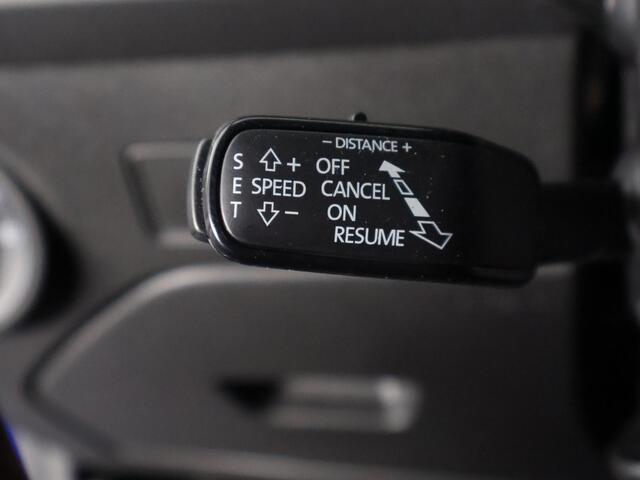 - DISTANCE +
S + OFF
E SPEED CANCEL
T - ON
RESUME